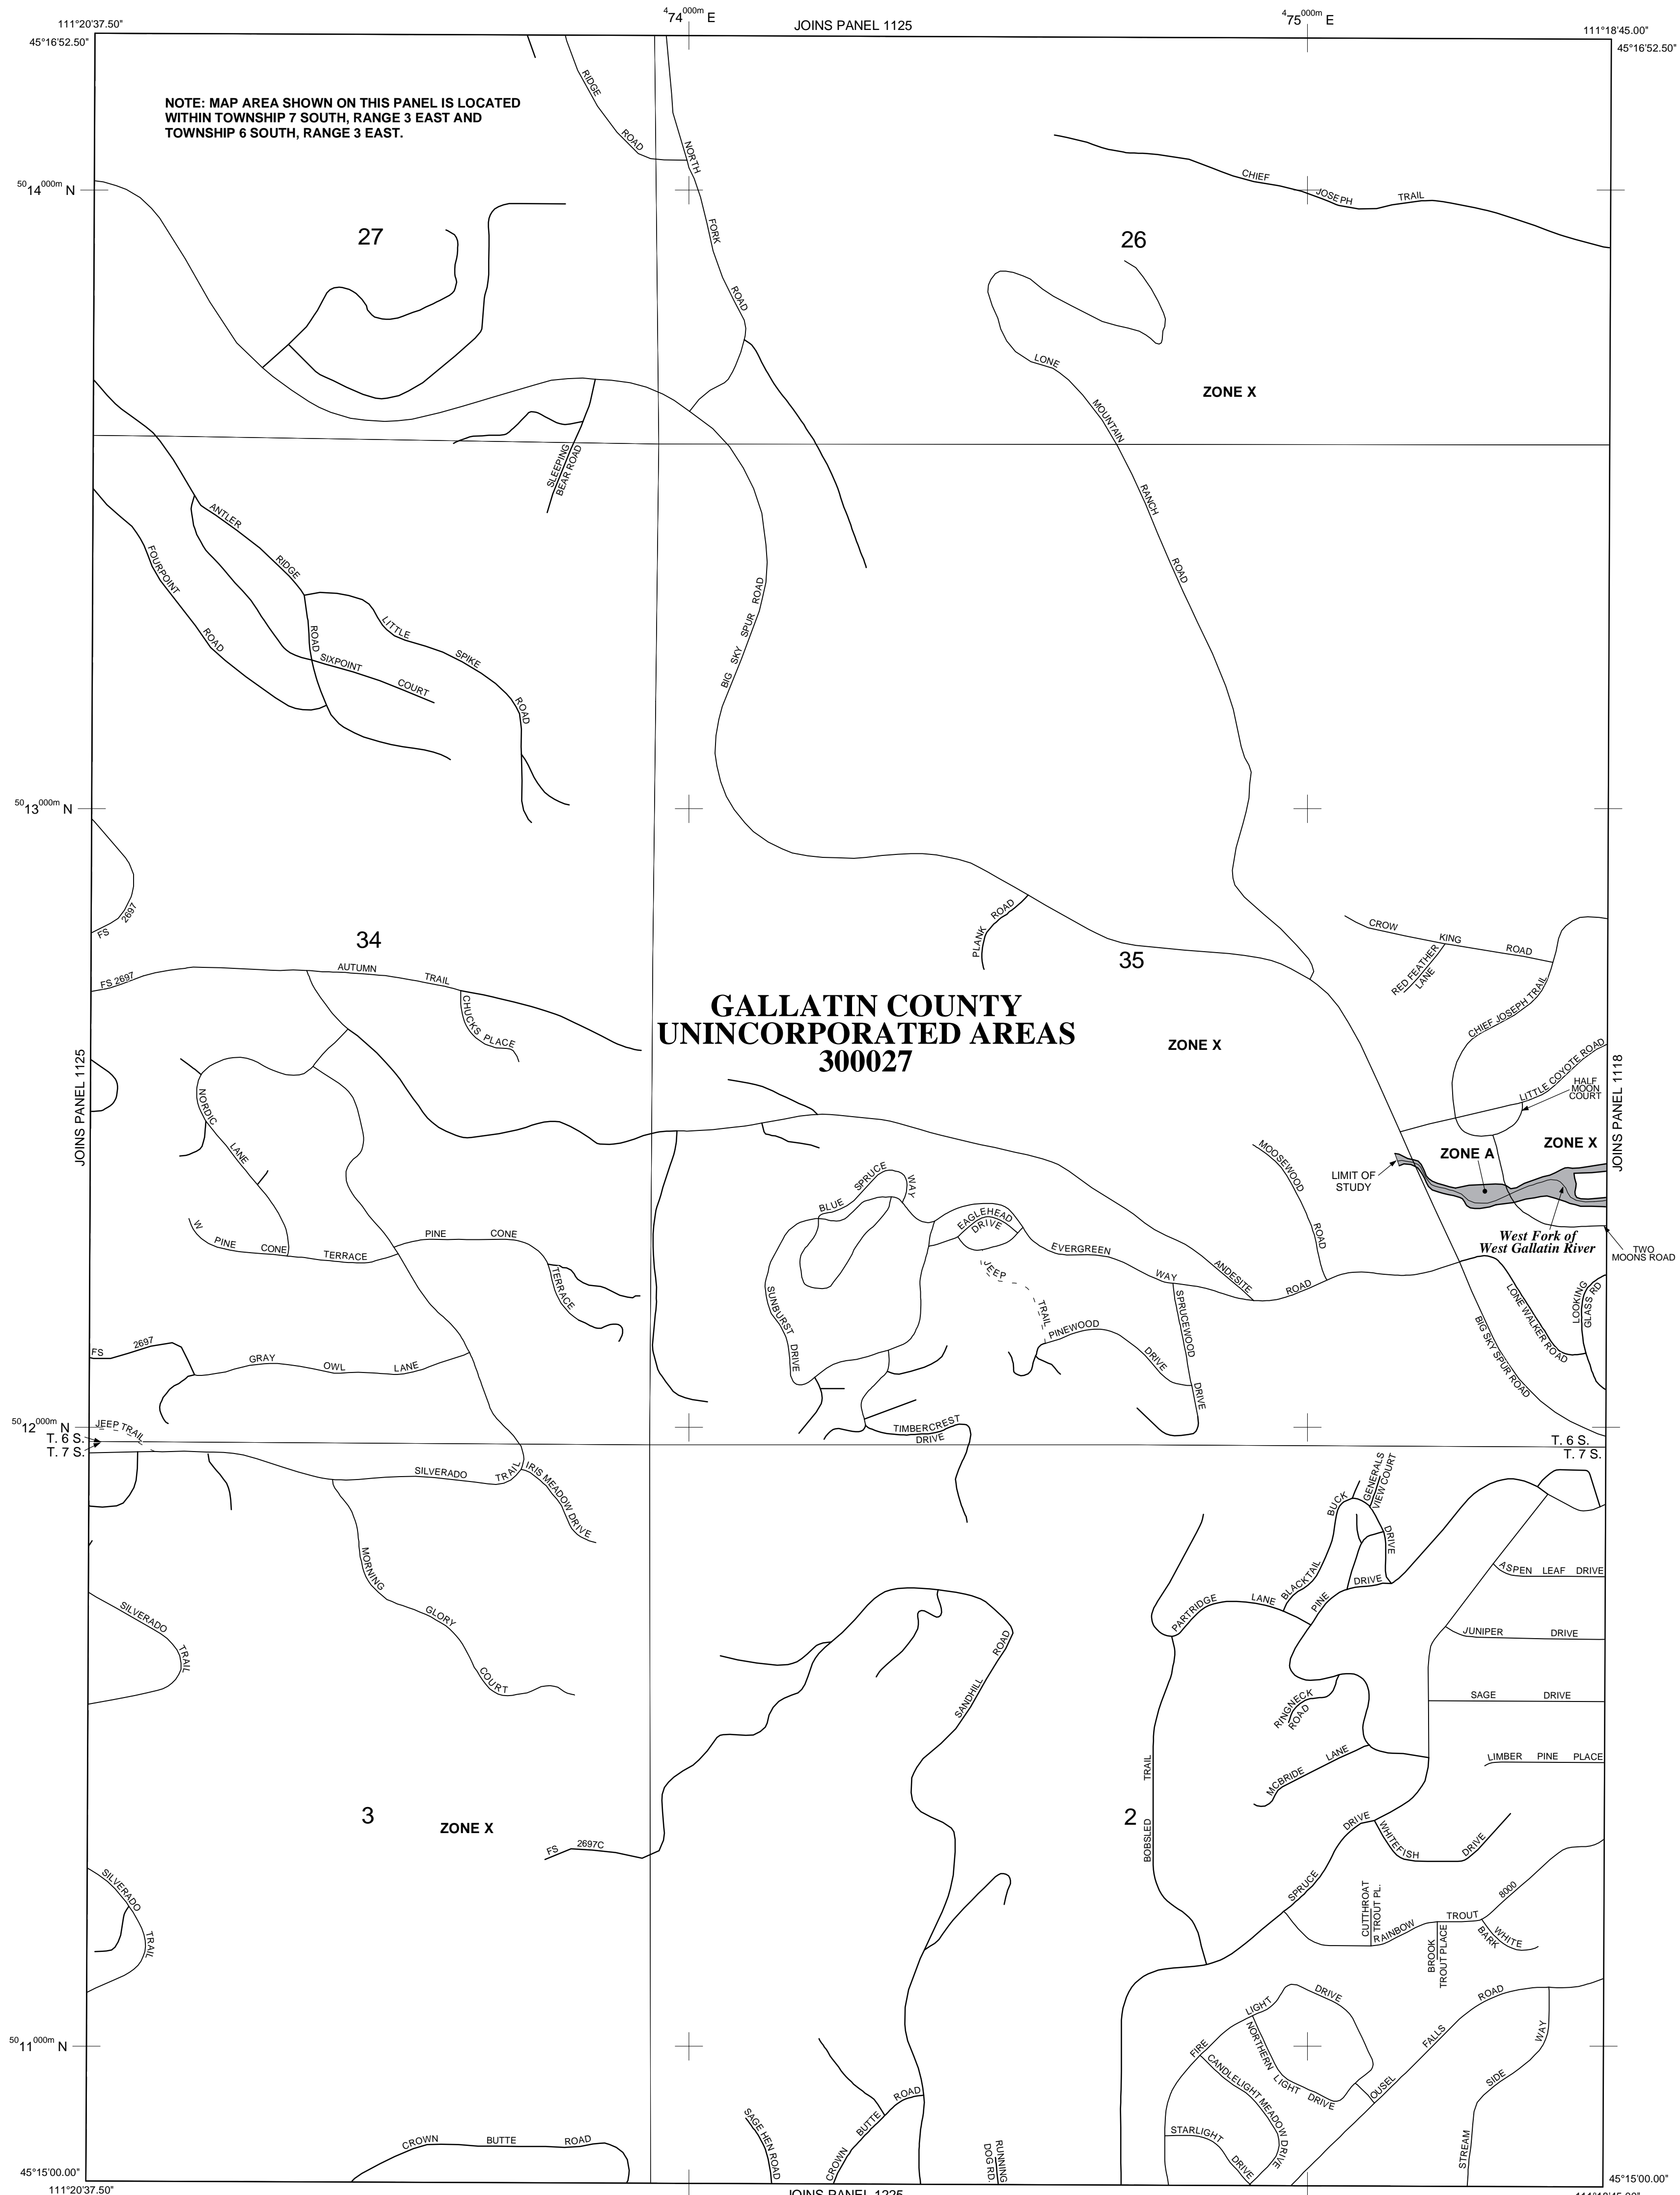 111°20'37.50"
45°16'52.50"
474000m E
JOINS PANEL 1125
475000m E
111°18'45.00"
45°16'52.50"
NOTE: MAP AREA SHOWN ON THIS PANEL IS LOCATED
WITHIN TOWNSHIP 7 SOUTH, RANGE 3 EAST AND
TOWNSHIP 6 SOUTH, RANGE 3 EAST.
RIDGE ROAD
NORTH FORK ROAD
CHIEF JOSEPH TRAIL
5014000m N
27
26
LONE MOUNTAIN RANCH ROAD
ZONE X
SLEEPING
BEAR ROAD
ANTLER RIDGE ROAD
FOURPOINT ROAD
LITTLE SPIKE ROAD
SIXPOINT COURT
BIG SKY SPUR ROAD
5013000m N
FS 2697
34
PLANK ROAD
35
CROW KING ROAD
RED FEATHER
LANE
CHIEF JOSEPH TRAIL
FS 2697
AUTUMN TRAIL
CHUCKS PLACE
GALLATIN COUNTY
UNINCORPORATED AREAS
300027
ZONE X
LITTLE COYOTE ROAD
HALF
MOON
COURT
JOINS PANEL 1125
JOINS PANEL 1118
NORDIC LANE
ZONE X
ZONE A
LIMIT OF
STUDY
MOOSEWOOD ROAD
BLUE SPRUCE WAY
EAGLEHEAD
DRIVE
W PINE CONE TERRACE
PINE CONE TERRACE
EVERGREEN WAY
ANDESITE ROAD
West Fork of
West Gallatin River
TWO
MOONS ROAD
JEEP TRAIL
SUNBURST DRIVE
SPRUCEWOOD DRIVE
PINEWOOD DRIVE
LONE WALKER ROAD
LOOKING
GLASS RD
BIG SKY SPUR ROAD
FS 2697
GRAY OWL LANE
5012000m N
JEEP TRAIL
T. 6 S.
T. 7 S.
TIMBERCREST
DRIVE
T. 6 S.
T. 7 S.
SILVERADO TRAIL
IRIS MEADOW DRIVE
GENERALS
VIEW COURT
BLACKTAIL BUCK DRIVE
ASPEN LEAF DRIVE
MORNING GLORY COURT
PARTRIDGE LANE
PINE DRIVE
SILVERADO TRAIL
JUNIPER DRIVE
SANDHILL ROAD
RINGNECK
ROAD
SAGE DRIVE
BOBSLED TRAIL
MCBRIDE LANE
LIMBER PINE PLACE
3
ZONE X
2
FS 2697C
SPRUCE DRIVE
WHITEFISH DRIVE
SILVERADO TRAIL
CUTTHROAT
TROUT PL.
RAINBOW TROUT 8000
BROOK
TROUT PLACE
WHITE
BARK
LIGHT DRIVE
OUSEL FALLS ROAD
5011000m N
FIRE
NORTHERN LIGHT DRIVE
CANDLELIGHT MEADOW DRIVE
STREAM SIDE WAY
CROWN BUTTE ROAD
SAGE HEN ROAD
CROWN BUTTE ROAD
RUNNING
DOG RD.
STARLIGHT DRIVE
45°15'00.00"
111°20'37.50"
45°15'00.00"
JOINS PANEL 1225